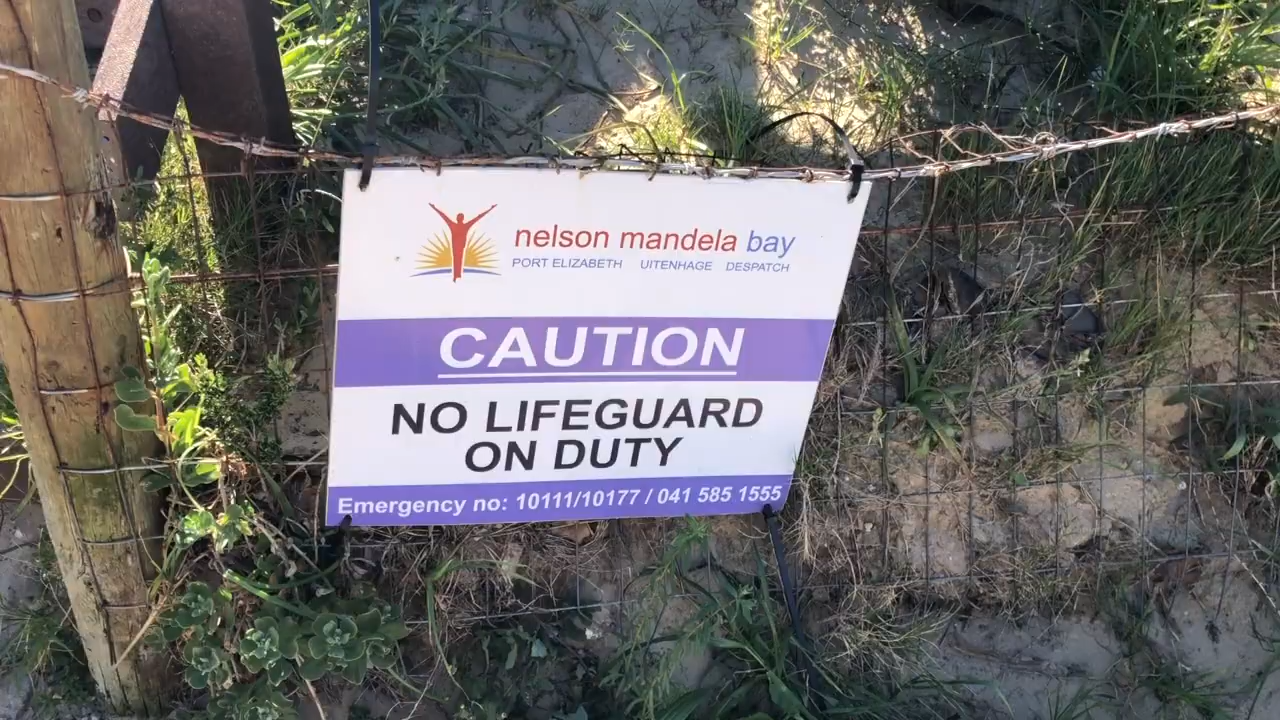 nelson mandela bay
PORT ELIZABETH UITENHAGE DESPATCH
CAUTION
NO LIFEGUARD
ON DUTY
Emergency no: 10111/10177 / 041 585 1555